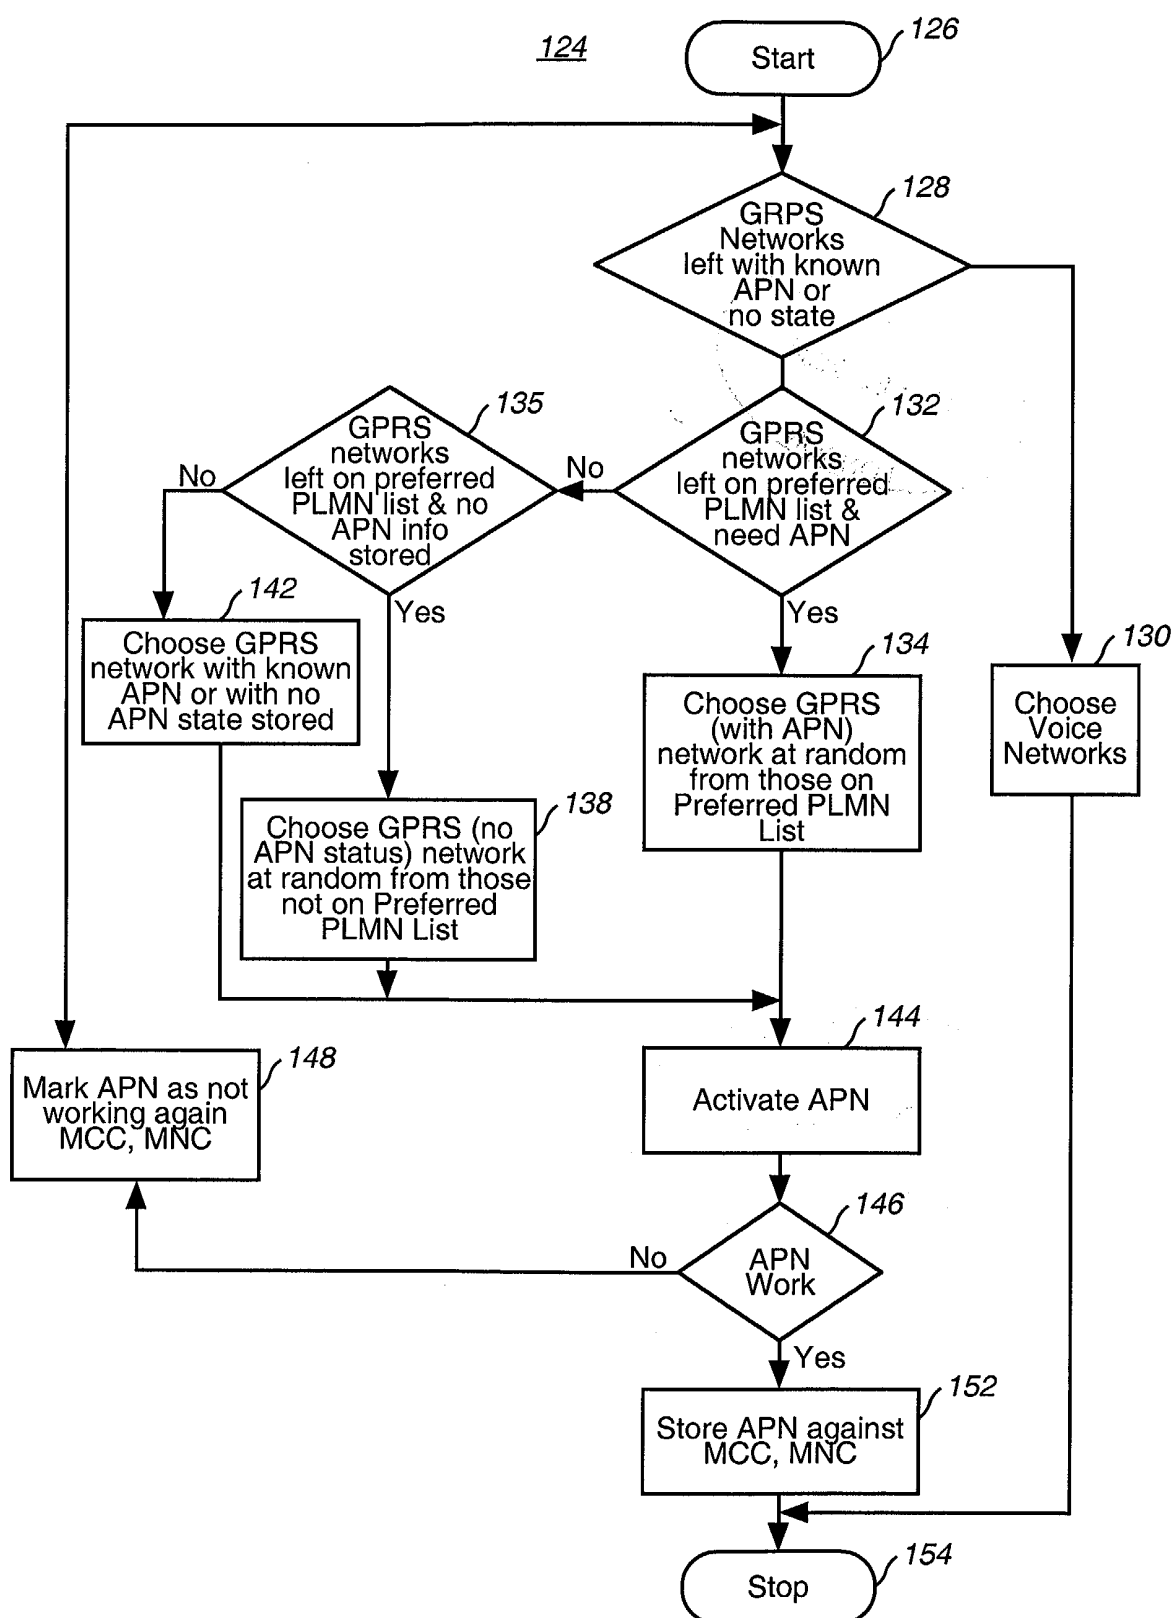 124
Start
126
GRPS
Networks
left with known
APN or
no state
128
GPRS
networks
left on preferred
PLMN list & no
APN info
stored
135
GPRS
networks
left on preferred
PLMN list &
need APN
132
No
No
Yes
Yes
142
Choose GPRS
network with known
APN or with no
APN state stored
134
Choose GPRS
(with APN)
network at random
from those on
Preferred PLMN
List
130
Choose
Voice
Networks
138
Choose GPRS (no
APN status) network
at random from those
not on Preferred
PLMN List
148
Mark APN as not
working again
MCC, MNC
144
Activate APN
146
APN
Work
No
Yes
152
Store APN against
MCC, MNC
154
Stop